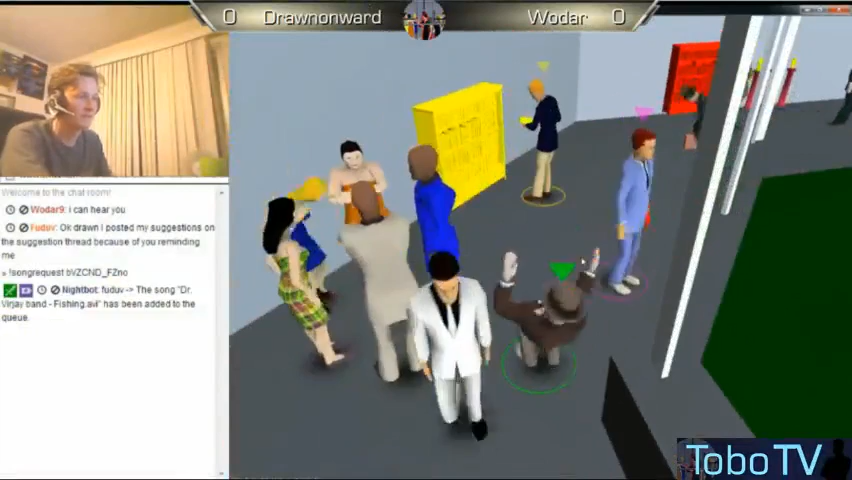 0 Drawnonward Wodar 0
Welcome to the chat room!
Wodar9: i can hear you
Fuduv: Ok drawn I posted my suggestions on
the suggestion thread because of you reminding
me
» !songrequest bVZCND_FZno
Nightbot: fuduv -> The song "Dr.
Virjay band - Fishing.avi" has been added to the
queue.
Tobo TV